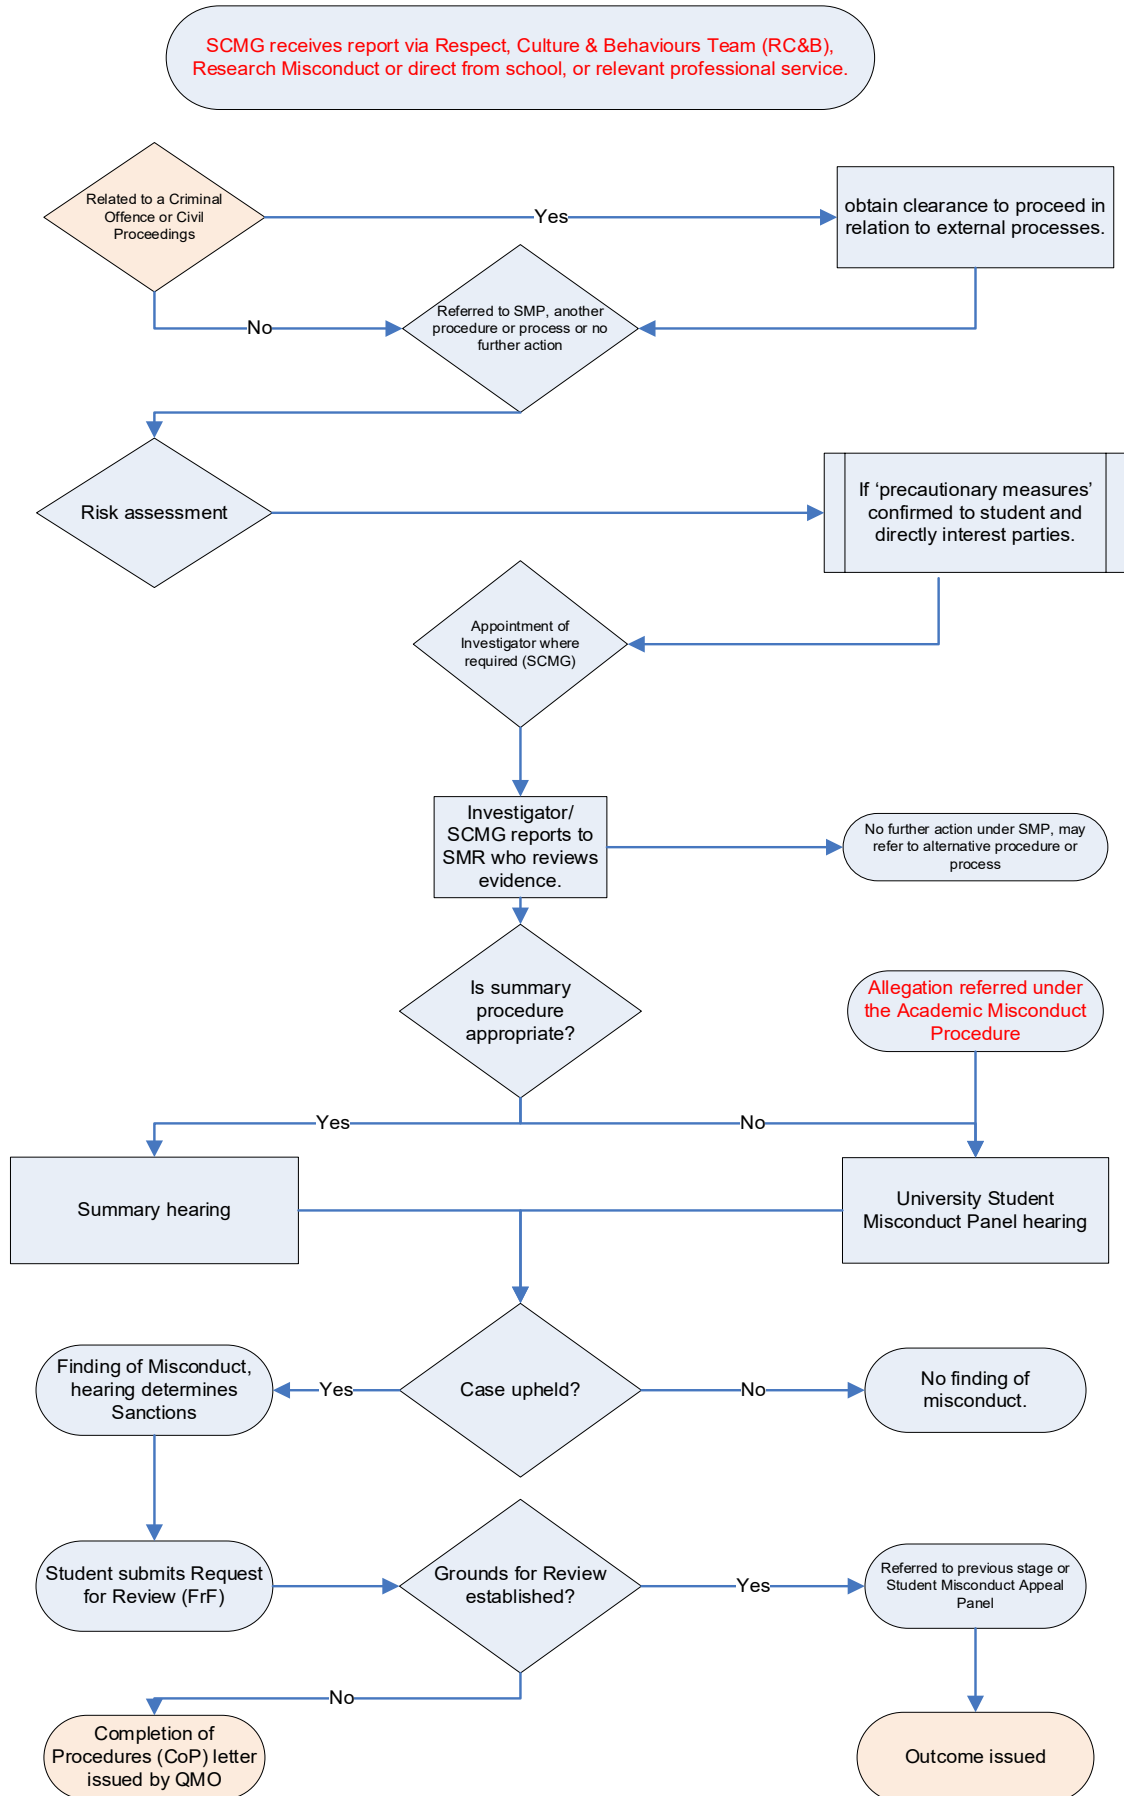 SCMG receives report via Respect, Culture & Behaviours Team (RC&B),
Research Misconduct or direct from school, or relevant professional service.
Related to a Criminal
Offence or Civil
Proceedings
Yes
obtain clearance to proceed in
relation to external processes.
No
Referred to SMP, another
procedure or process or no
further action
Risk assessment
If ‘precautionary measures’
confirmed to student and
directly interest parties.
Appointment of
Investigator where
required (SCMG)
Investigator/
SCMG reports to
SMR who reviews
evidence.
No further action under SMP, may
refer to alternative procedure or
process
Is summary
procedure
appropriate?
Allegation referred under
the Academic Misconduct
Procedure
Yes
No
Summary hearing
University Student
Misconduct Panel hearing
Finding of Misconduct,
hearing determines
Sanctions
Yes
Case upheld?
No
No finding of
misconduct.
Student submits Request
for Review (FrF)
Grounds for Review
established?
Yes
Referred to previous stage or
Student Misconduct Appeal
Panel
No
Completion of
Procedures (CoP) letter
issued by QMO
Outcome issued